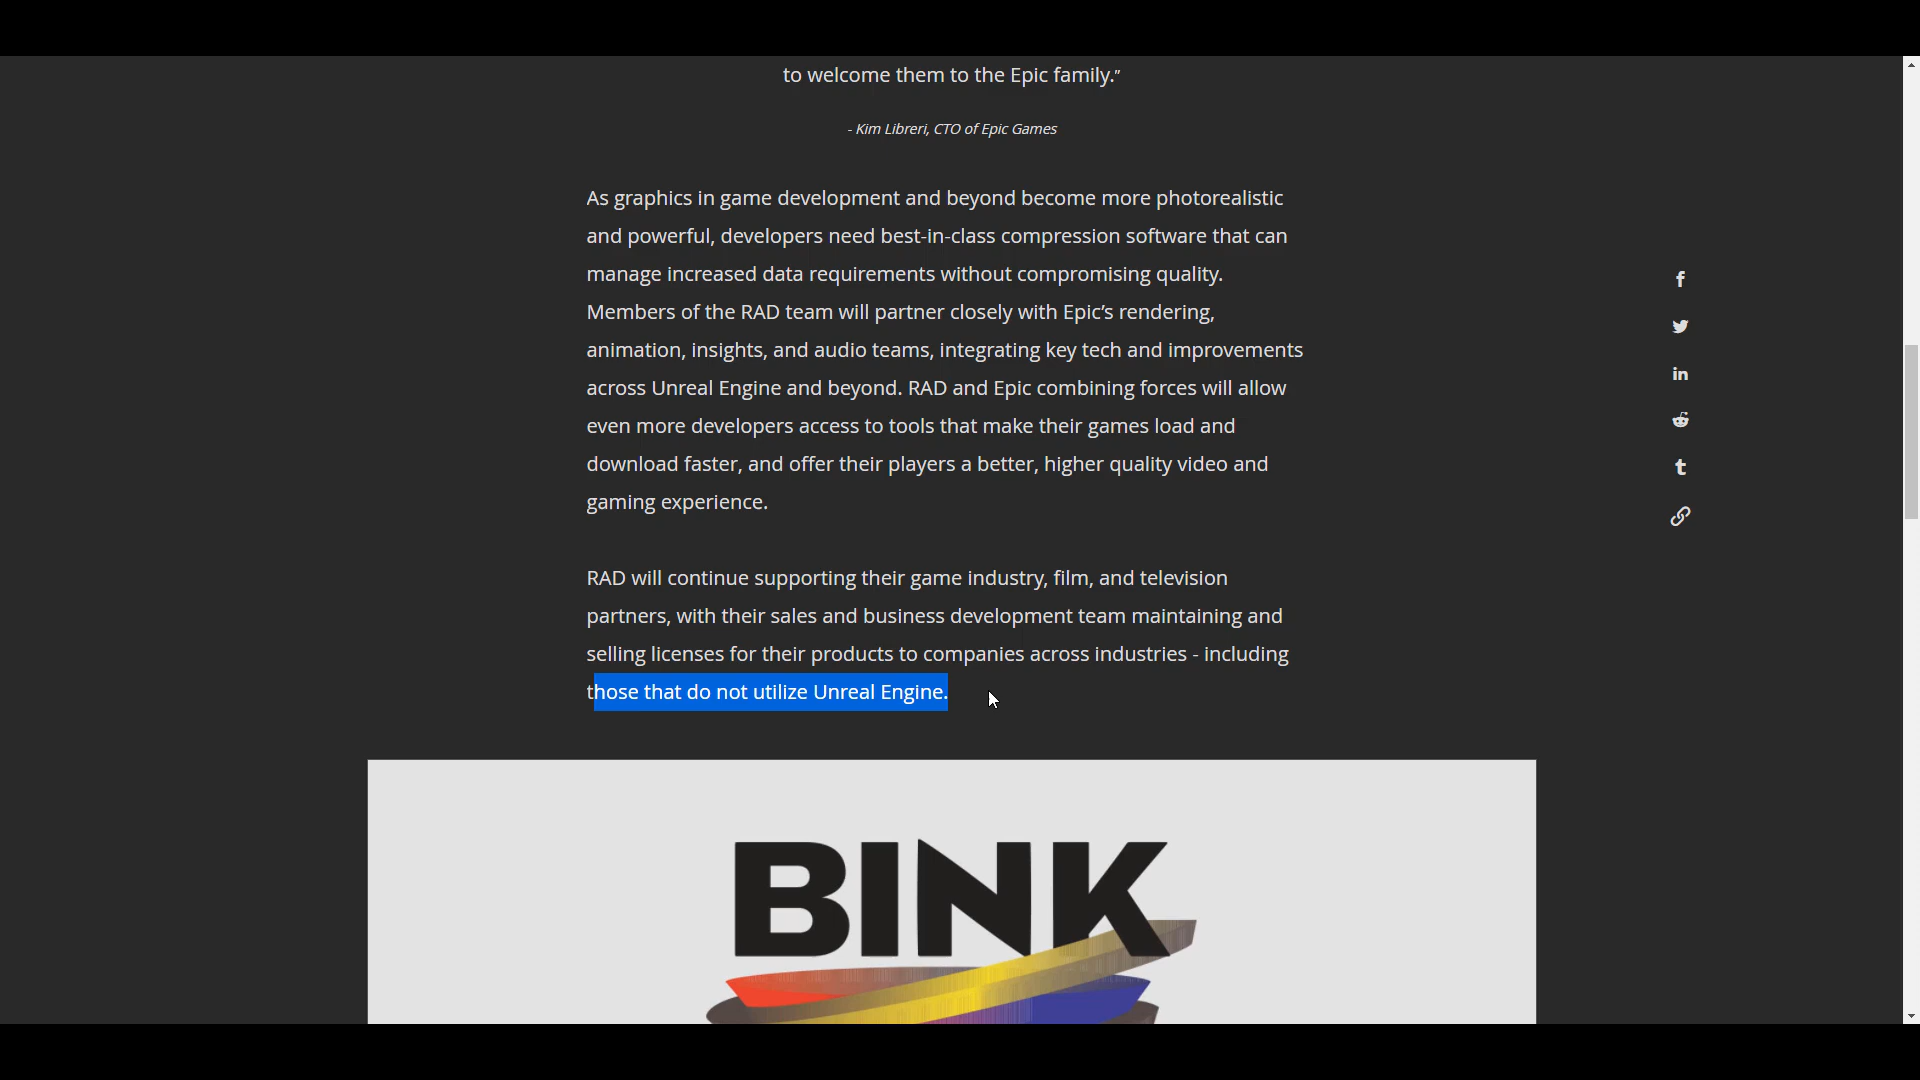 to welcome them to the Epic family.”
- Kim Libreri, CTO of Epic Games
As graphics in game development and beyond become more photorealistic
and powerful, developers need best-in-class compression software that can
manage increased data requirements without compromising quality.
Members of the RAD team will partner closely with Epic’s rendering,
animation, insights, and audio teams, integrating key tech and improvements
across Unreal Engine and beyond. RAD and Epic combining forces will allow
even more developers access to tools that make their games load and
download faster, and offer their players a better, higher quality video and
gaming experience.
RAD will continue supporting their game industry, film, and television
partners, with their sales and business development team maintaining and
selling licenses for their products to companies across industries - including
those that do not utilize Unreal Engine.
BINK